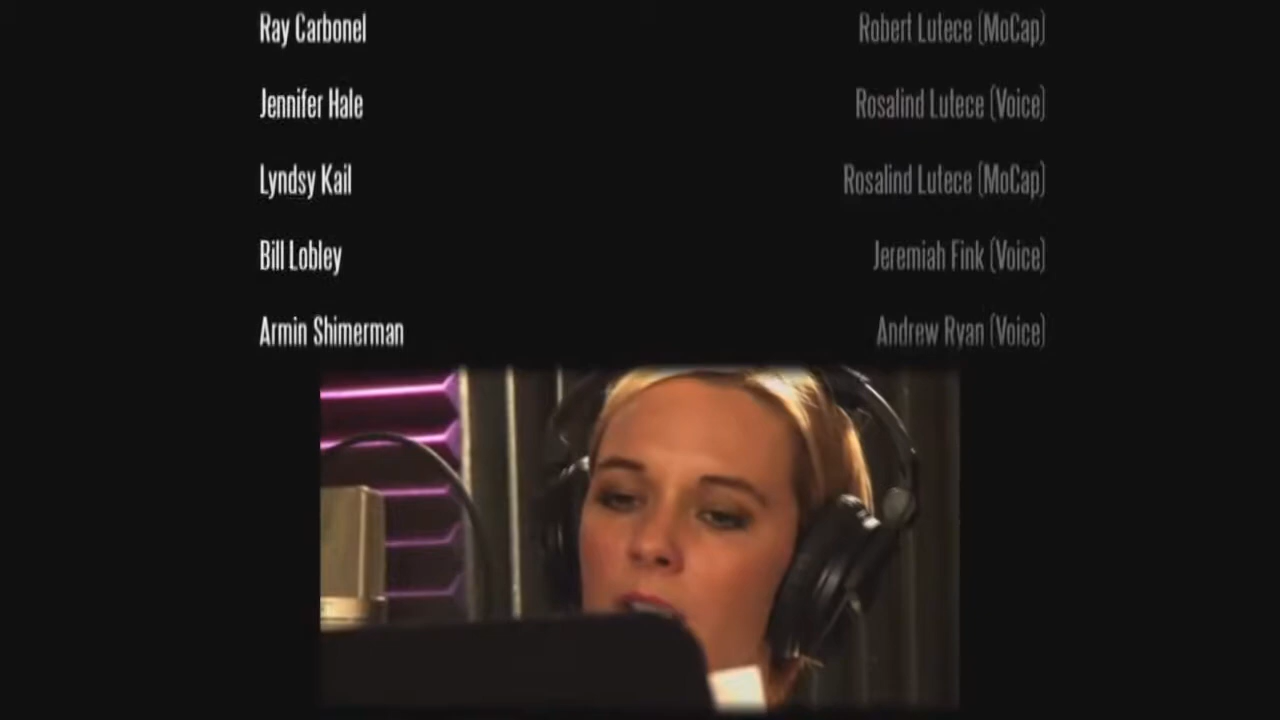 Ray Carbonel Robert Lutece (MoCap)
Jennifer Hale Rosalind Lutece (Voice)
Lyndsy Kail Rosalind Lutece (MoCap)
Bill Lobley Jeremiah Fink (Voice)
Armin Shimerman Andrew Ryan (Voice)